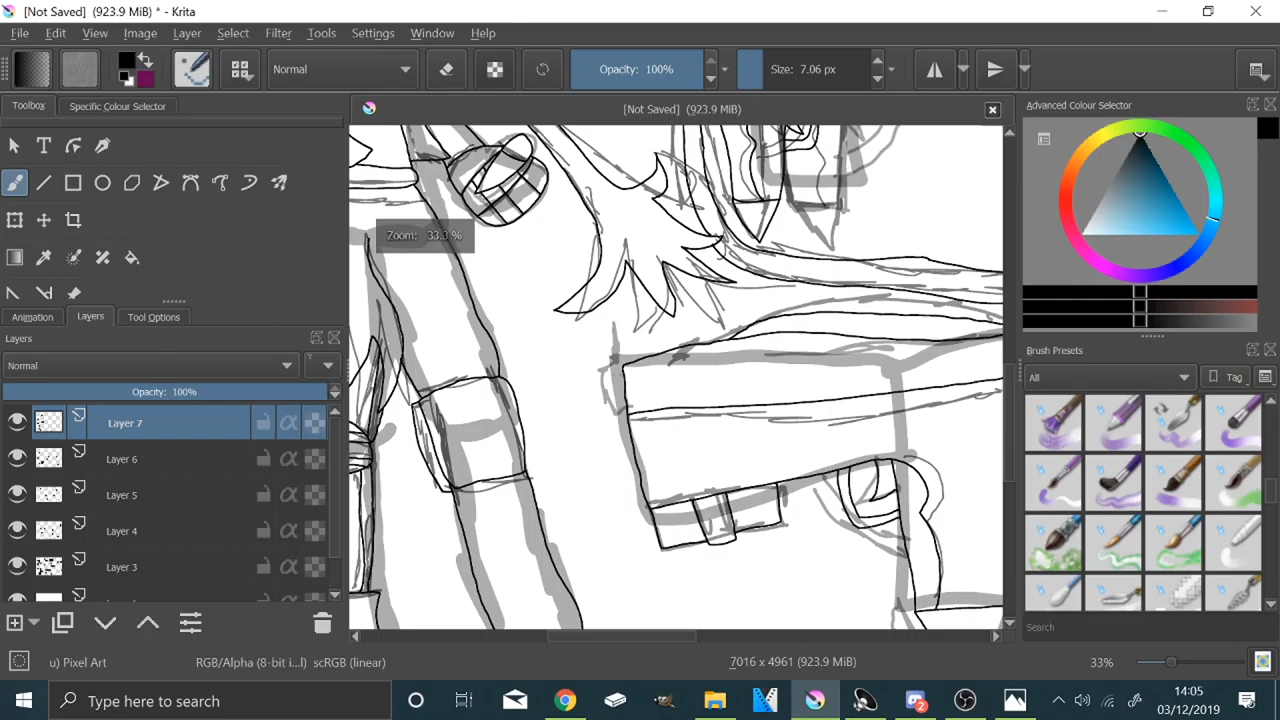 [Not Saved] (923.9 MiB) * - Krita
File Edit View Image Layer Select Filter Tools Settings Window Help
Normal Opacity: 100% Size: 7.06 px
Toolbox Specific Colour Selector
[Not Saved] (923.9 MiB)
Advanced Colour Selector
Zoom: 33.3 %
Animation Layers Tool Options
Layers
Normal
Opacity: 100%
Layer 7
Layer 6
Layer 5
Layer 4
Layer 3
Brush Presets
All Tag
Search
u) Pixel Art RGB/Alpha (8-bit i...l) scRGB (linear) 7016 x 4961 (923.9 MiB) 33%
Type here to search
2
14:05
03/12/2019